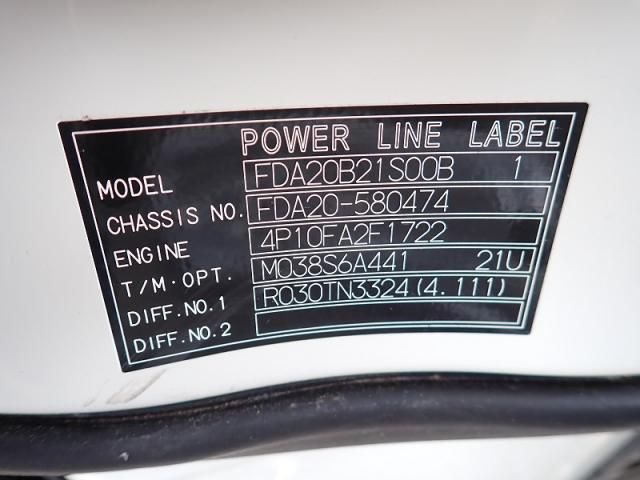 POWER LINE LABEL
MODEL FDA20B21S00B 1
CHASSIS NO. FDA20-580474
ENGINE 4P10FA2F1722
T/M·OPT. M038S6A441 21U
DIFF.NO.1 R030TN3324(4.111)
DIFF.NO.2